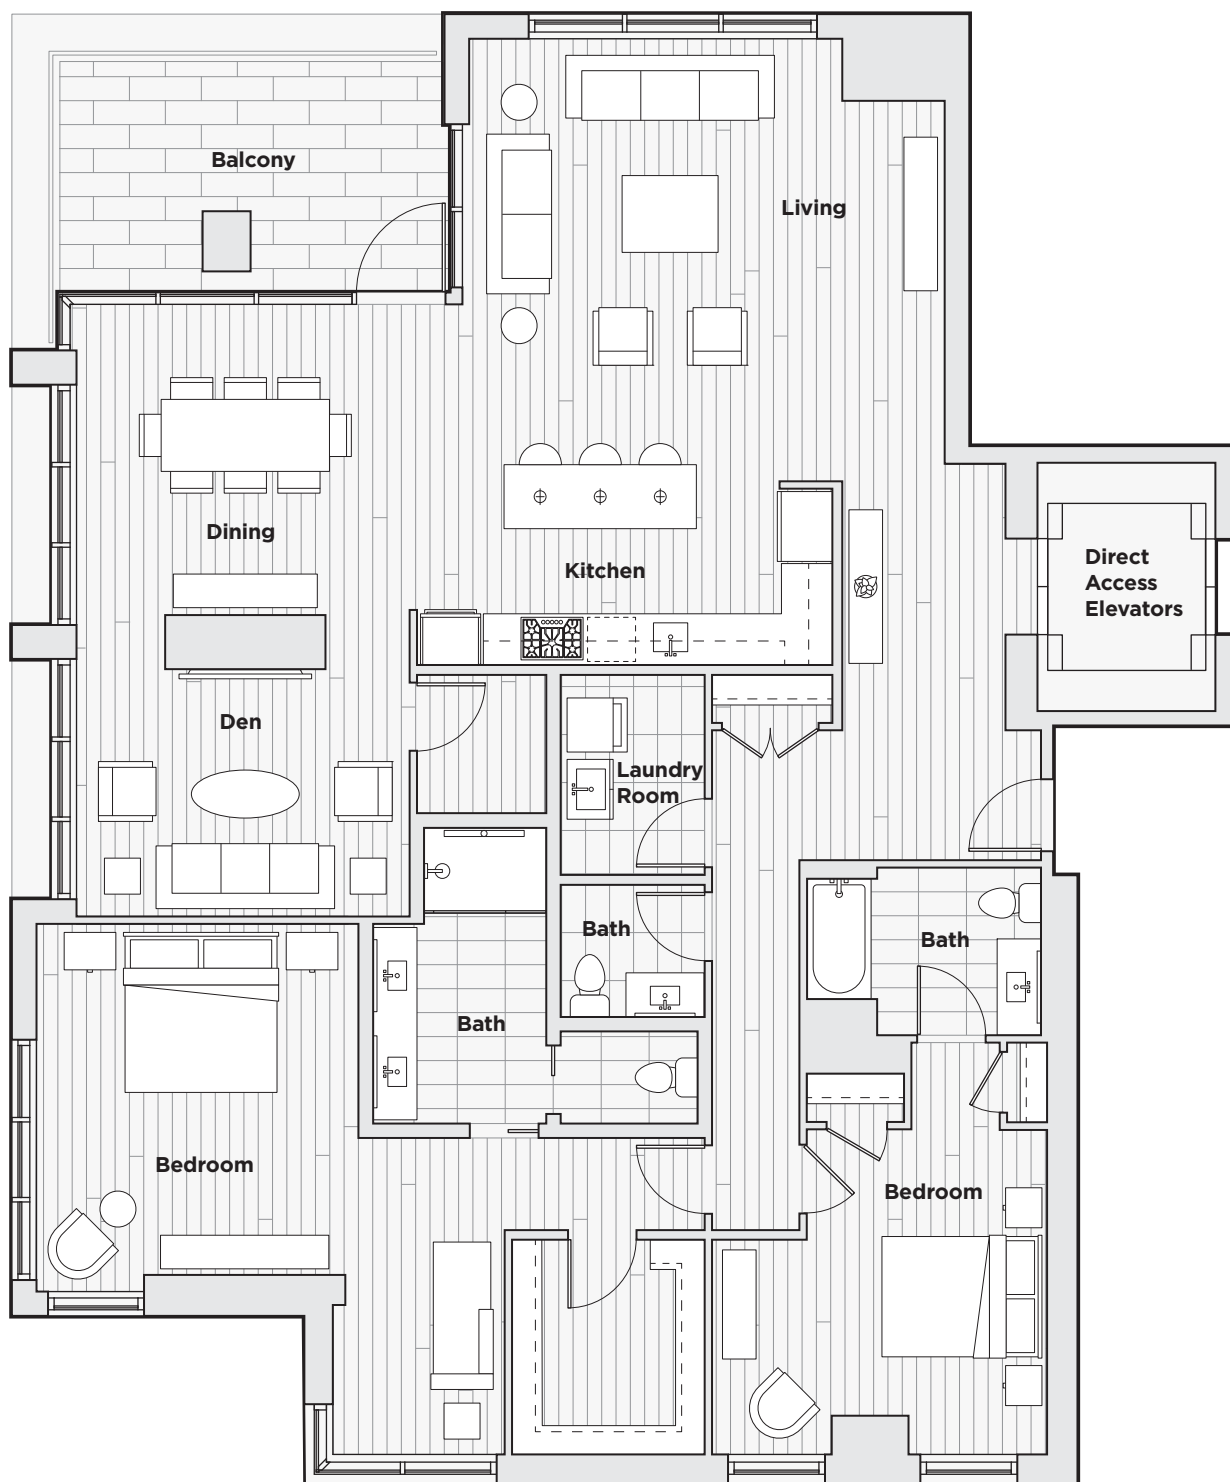 Balcony
Living
Dining
Kitchen
Direct
Access
Elevators
Den
Laundry
Room
Bath
Bath
Bath
Bedroom
Bedroom